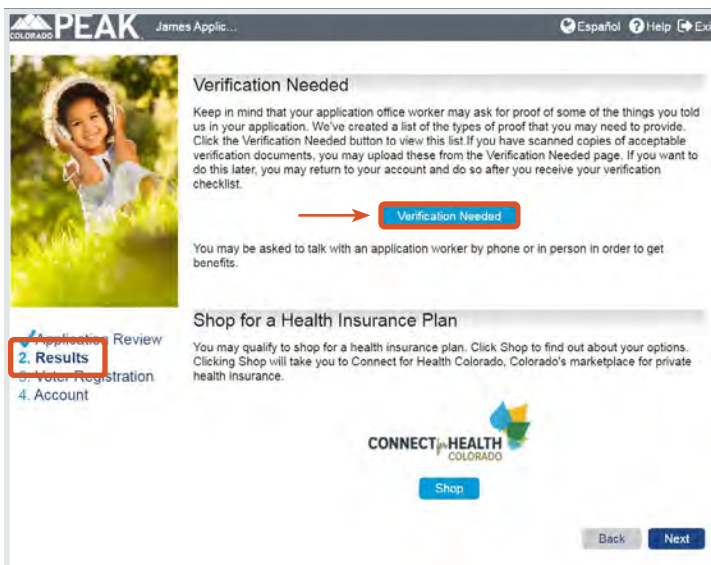 COLORADO PEAK James Applic... Español Help Exi
Verification Needed
Keep in mind that your application office worker may ask for proof of some of the things you told
us in your application. We've created a list of the types of proof that you may need to provide.
Click the Verification Needed button to view this list.If you have scanned copies of acceptable
verification documents, you may upload these from the Verification Needed page. If you want to
do this later, you may return to your account and do so after you receive your verification
checklist.
Verification Needed
You may be asked to talk with an application worker by phone or in person in order to get
benefits.
Application Review
2. Results
3. Voter Registration
4. Account
Shop for a Health Insurance Plan
You may qualify to shop for a health insurance plan. Click Shop to find out about your options.
Clicking Shop will take you to Connect for Health Colorado, Colorado's marketplace for private
health insurance.
CONNECT for HEALTH
COLORADO
Shop
Back Next